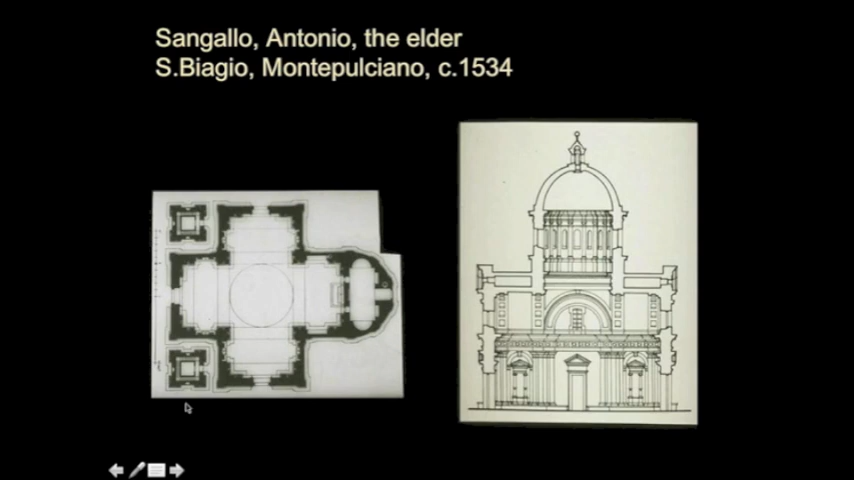 Sangallo, Antonio, the elder
S.Biagio, Montepulciano, c.1534